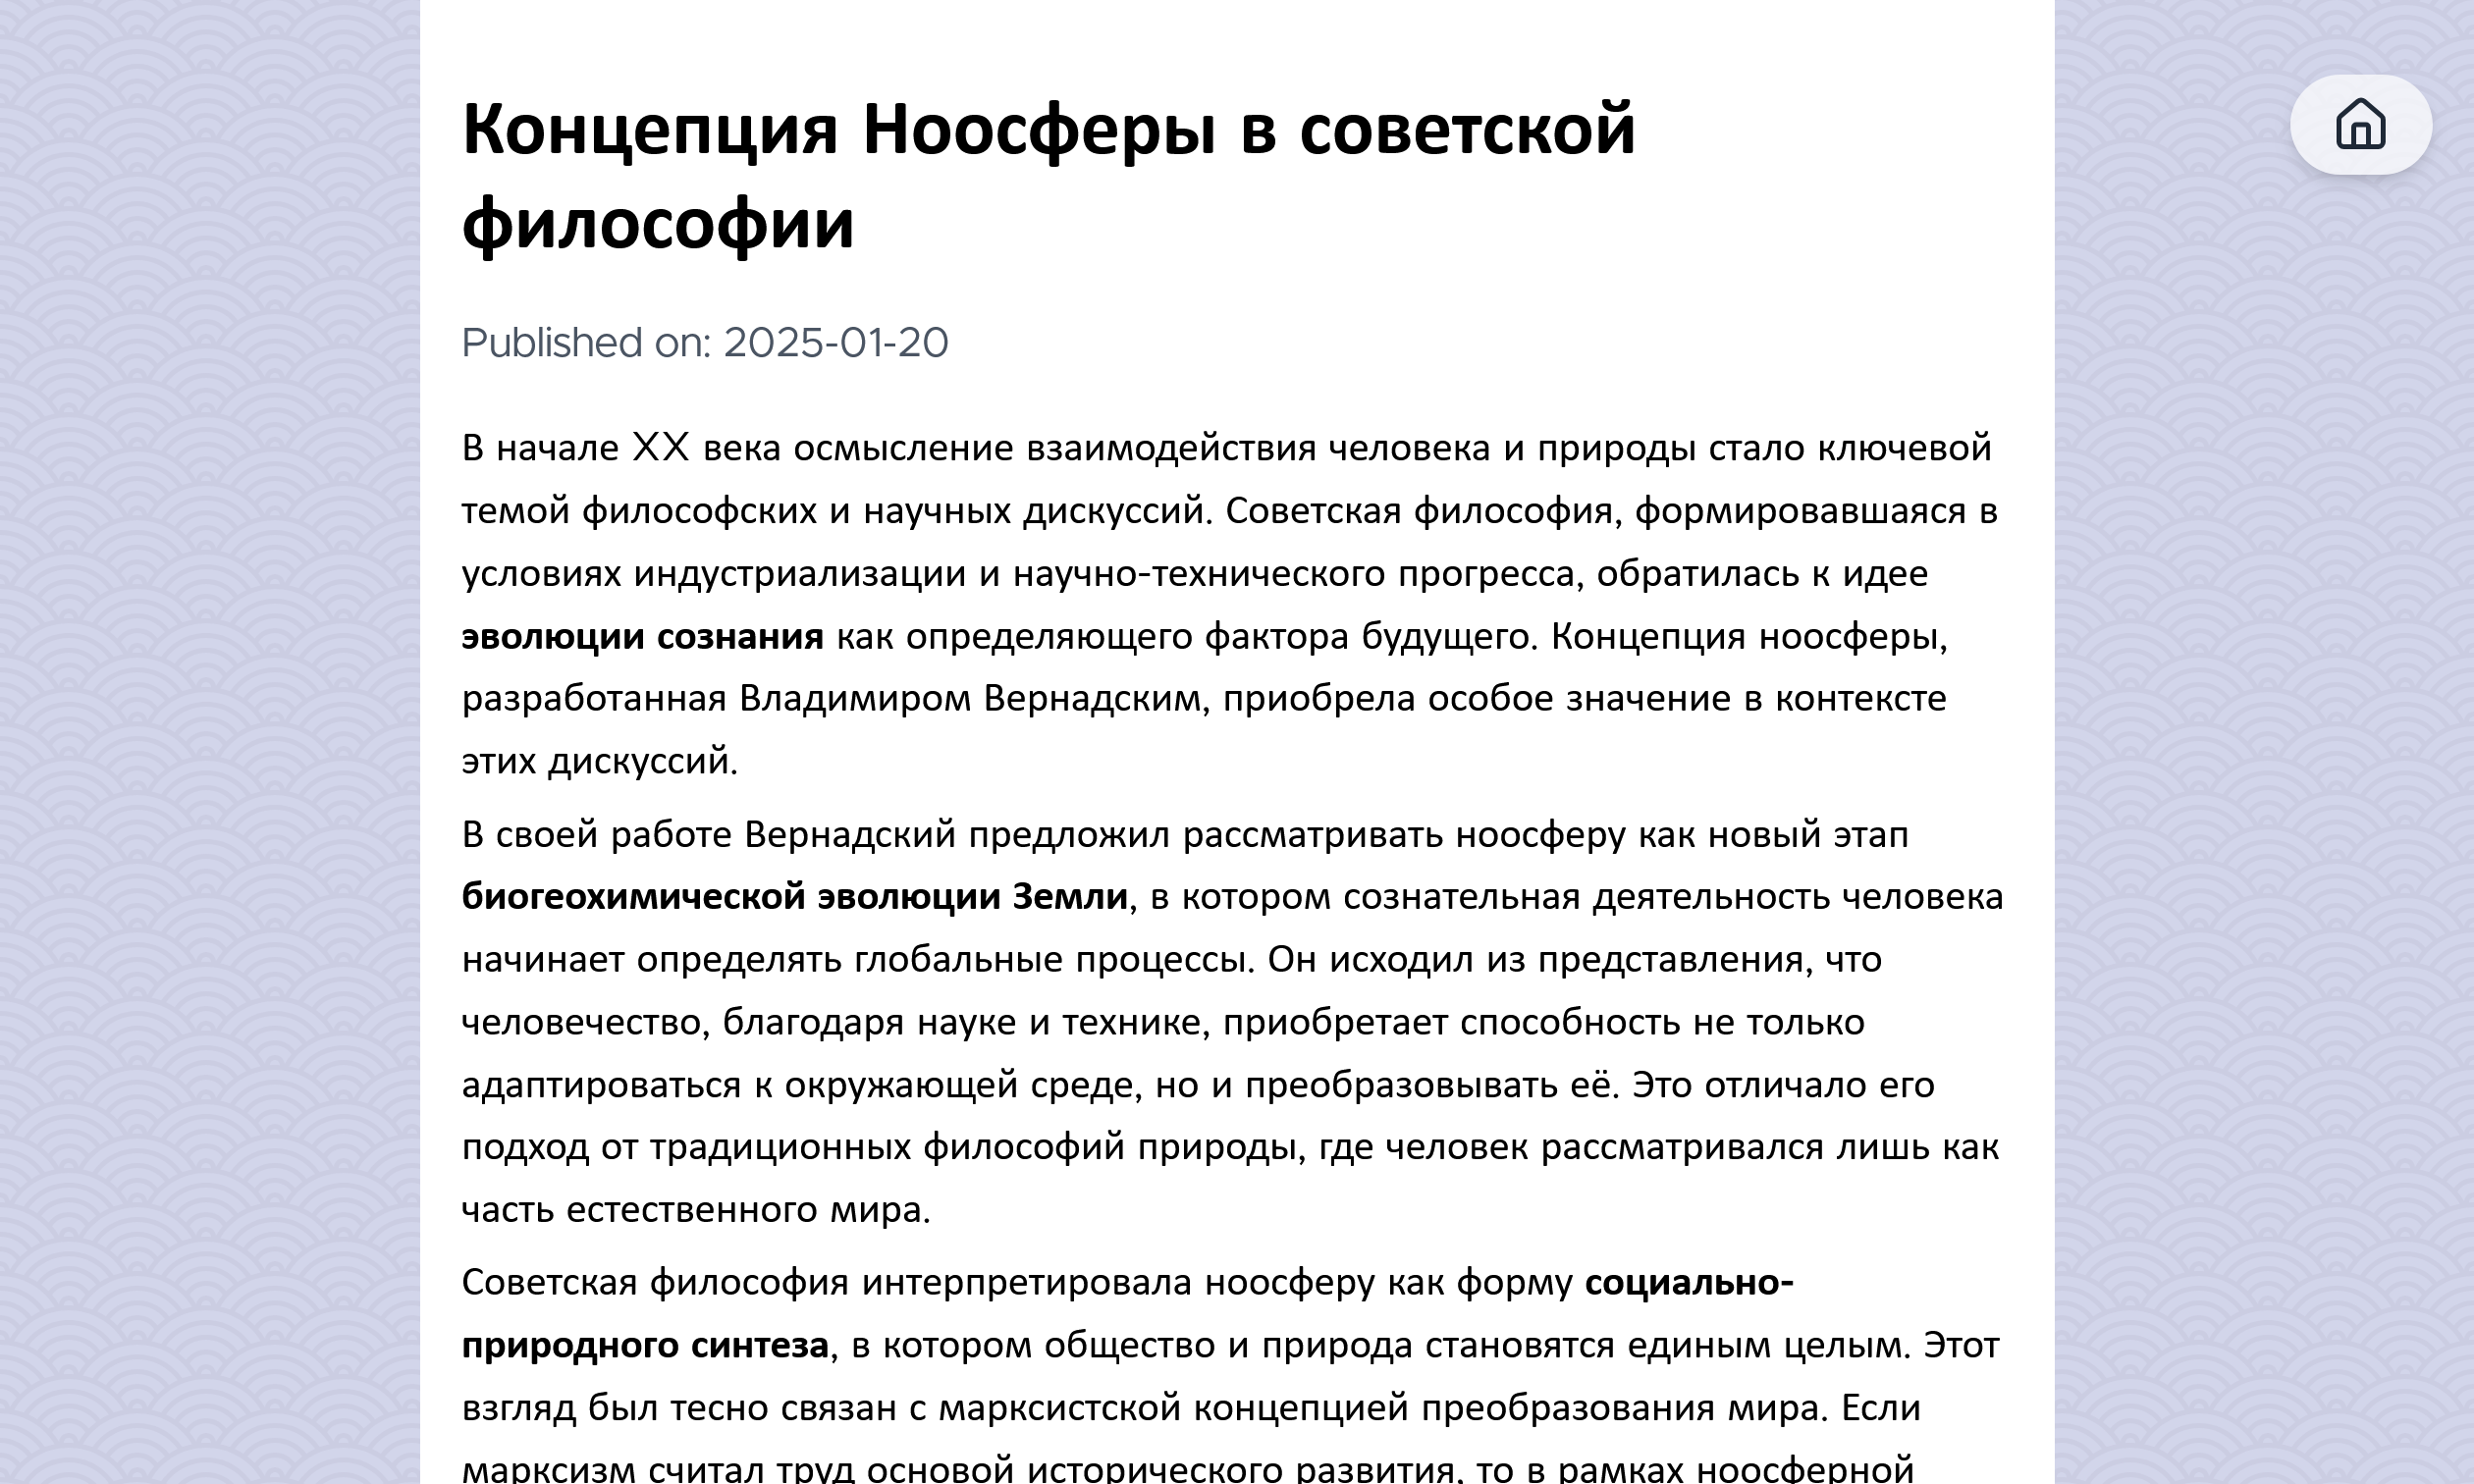 Концепция Ноосферы в советской
философии
Published on: 2025-01-20
В начале XX века осмысление взаимодействия человека и природы стало ключевой
темой философских и научных дискуссий. Советская философия, формировавшаяся в
условиях индустриализации и научно-технического прогресса, обратилась к идее
эволюции сознания как определяющего фактора будущего. Концепция ноосферы,
разработанная Владимиром Вернадским, приобрела особое значение в контексте
этих дискуссий.
В своей работе Вернадский предложил рассматривать ноосферу как новый этап
биогеохимической эволюции Земли, в котором сознательная деятельность человека
начинает определять глобальные процессы. Он исходил из представления, что
человечество, благодаря науке и технике, приобретает способность не только
адаптироваться к окружающей среде, но и преобразовывать её. Это отличало его
подход от традиционных философий природы, где человек рассматривался лишь как
часть естественного мира.
Советская философия интерпретировала ноосферу как форму социально-
природного синтеза, в котором общество и природа становятся единым целым. Этот
взгляд был тесно связан с марксистской концепцией преобразования мира. Если
марксизм считал труд основой исторического развития, то в рамках ноосферной